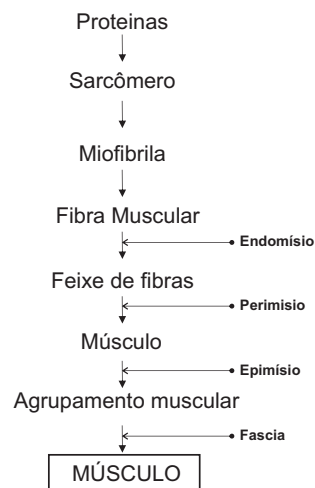 Proteinas
Sarcômero
Miofibrila
Fibra Muscular
Endomísio
Feixe de fibras
Perimisio
Músculo
Epimísio
Agrupamento muscular
Fascia
MÚSCULO